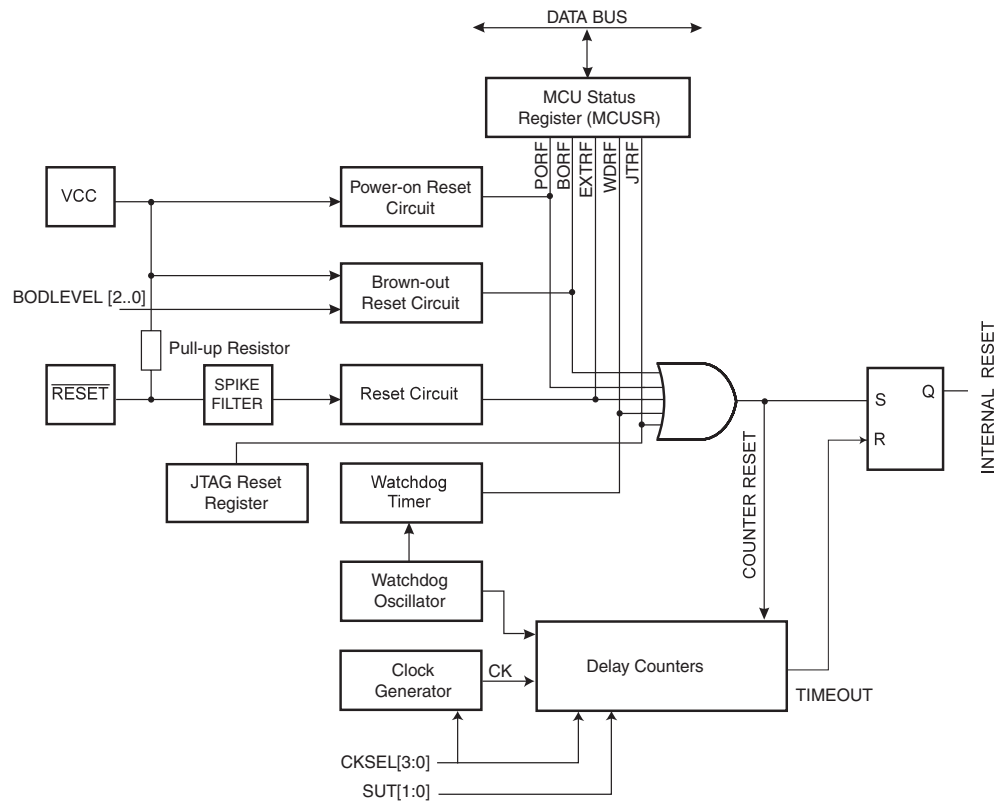 DATA BUS
MCU Status
Register (MCUSR)
PORF
BORF
EXTRF
WDRF
JTRF
VCC
Power-on Reset
Circuit
Brown-out
Reset Circuit
BODLEVEL [2..0]
Pull-up Resistor
RESET
SPIKE
FILTER
Reset Circuit
JTAG Reset
Register
Watchdog
Timer
S
Q
R
INTERNAL RESET
COUNTER RESET
Watchdog
Oscillator
Clock
Generator
CK
Delay Counters
TIMEOUT
CKSEL[3:0]
SUT[1:0]